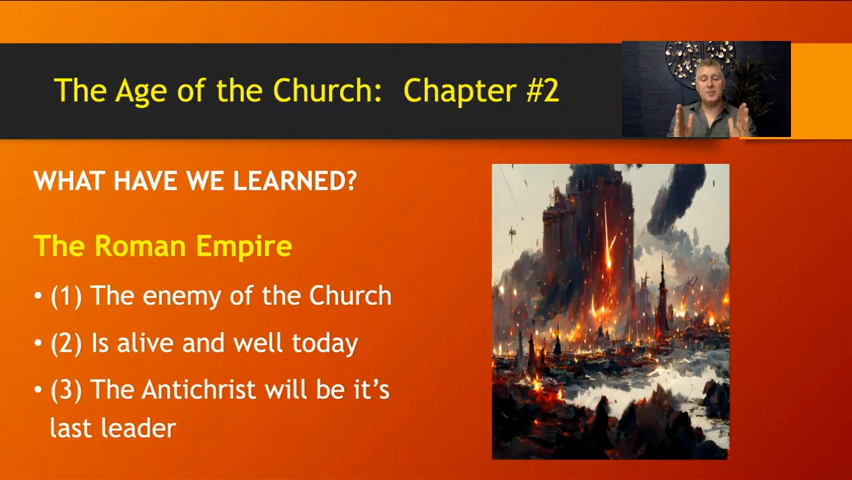 The Age of the Church: Chapter #2
WHAT HAVE WE LEARNED?
The Roman Empire
• (1) The enemy of the Church
• (2) Is alive and well today
• (3) The Antichrist will be it's
last leader